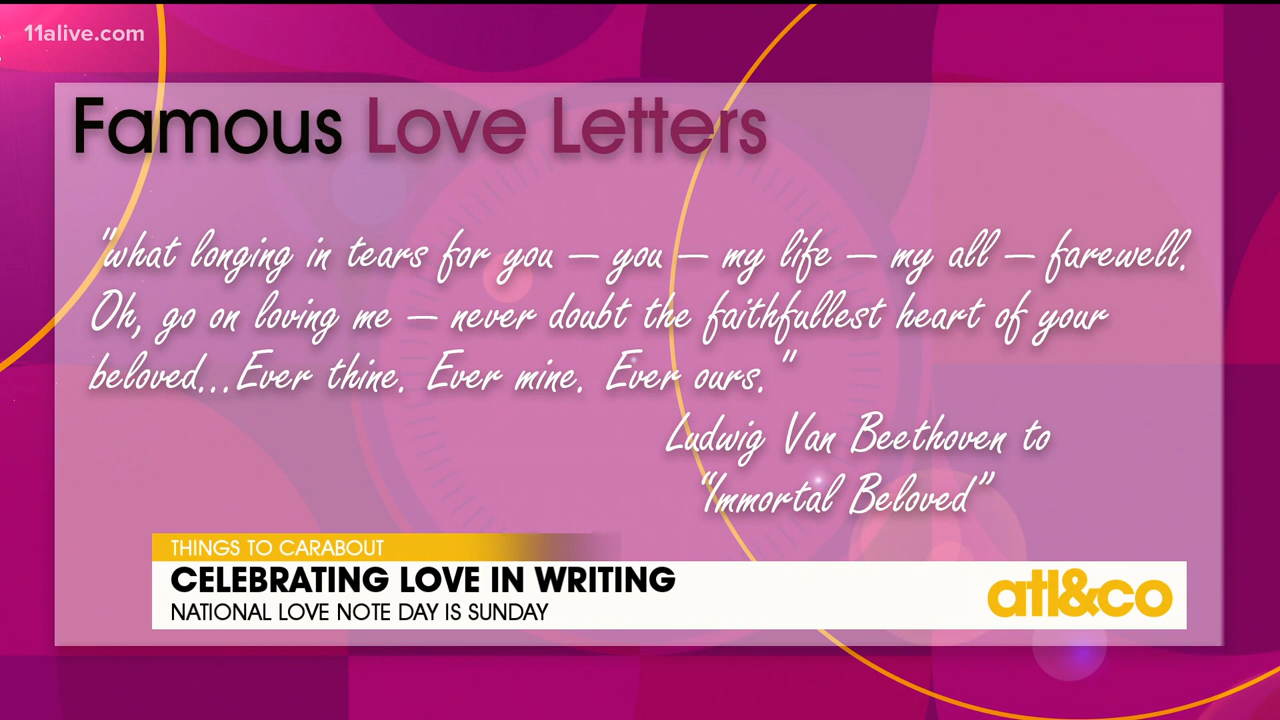 11alive.com
Famous Love Letters
"what longing in tears for you – you – my life – my all – farewell.
Oh, go on loving me – never doubt the faithfullest heart of your
beloved...Ever thine. Ever mine. Ever ours."
Ludwig Van Beethoven to
"Immortal Beloved"
THINGS TO CARABOUT
CELEBRATING LOVE IN WRITING
NATIONAL LOVE NOTE DAY IS SUNDAY
atl&co